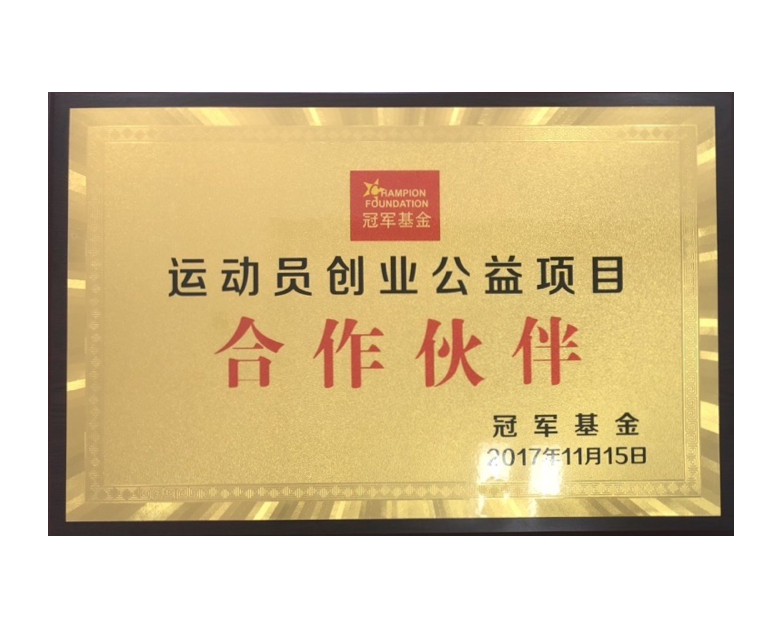 CHAMPION
FOUNDATION
冠军基金
运动员创业公益项目
合作伙伴
冠军基金
2017年11月15日